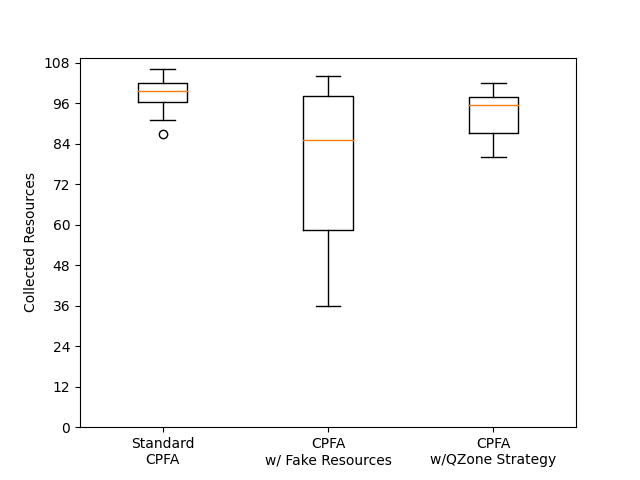 108
96
84
72
60
48
36
24
12
0
Collected Resources
Standard
CPFA
CPFA
w/ Fake Resources
CPFA
w/QZone Strategy